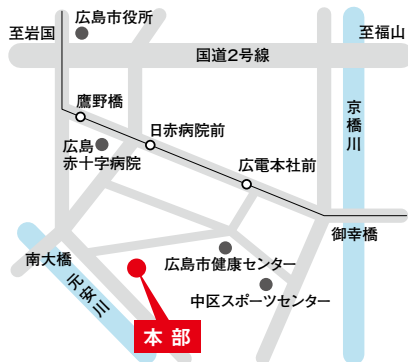 広島市役所
至岩国
至福山
国道2号線
鷹野橋
日赤病院前
広島
赤十字病院
京橋川
広電本社前
御幸橋
南大橋
広島市健康センター
元安川
中区スポーツセンター
本部